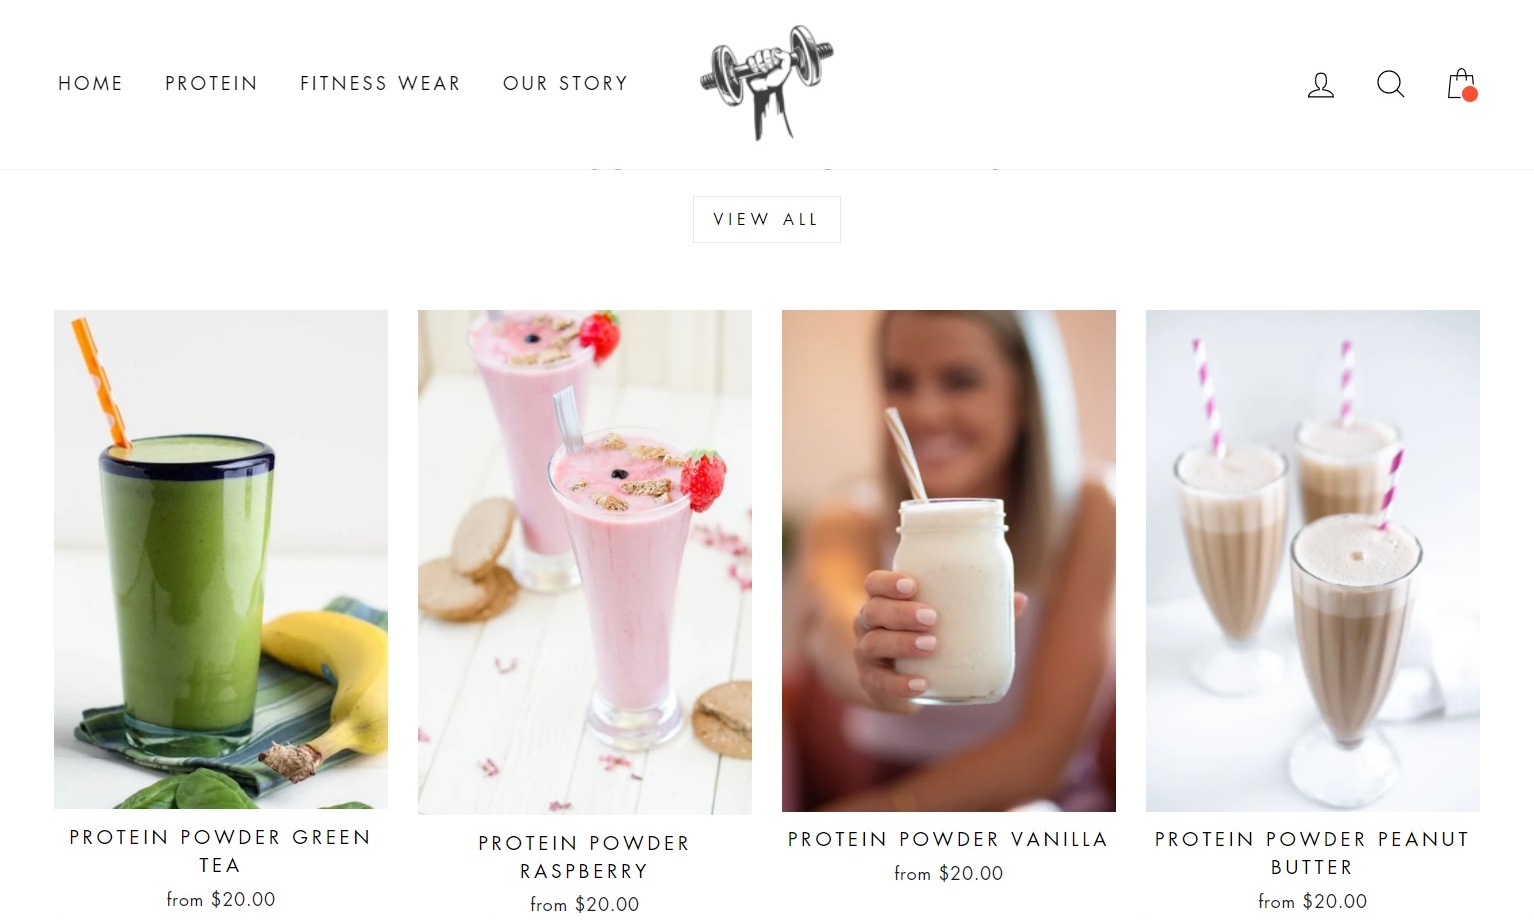 HOME PROTEIN FITNESS WEAR OUR STORY
VIEW ALL
PROTEIN POWDER GREEN
TEA
from $20.00
PROTEIN POWDER
RASPBERRY
from $20.00
PROTEIN POWDER VANILLA
from $20.00
PROTEIN POWDER PEANUT
BUTTER
from $20.00